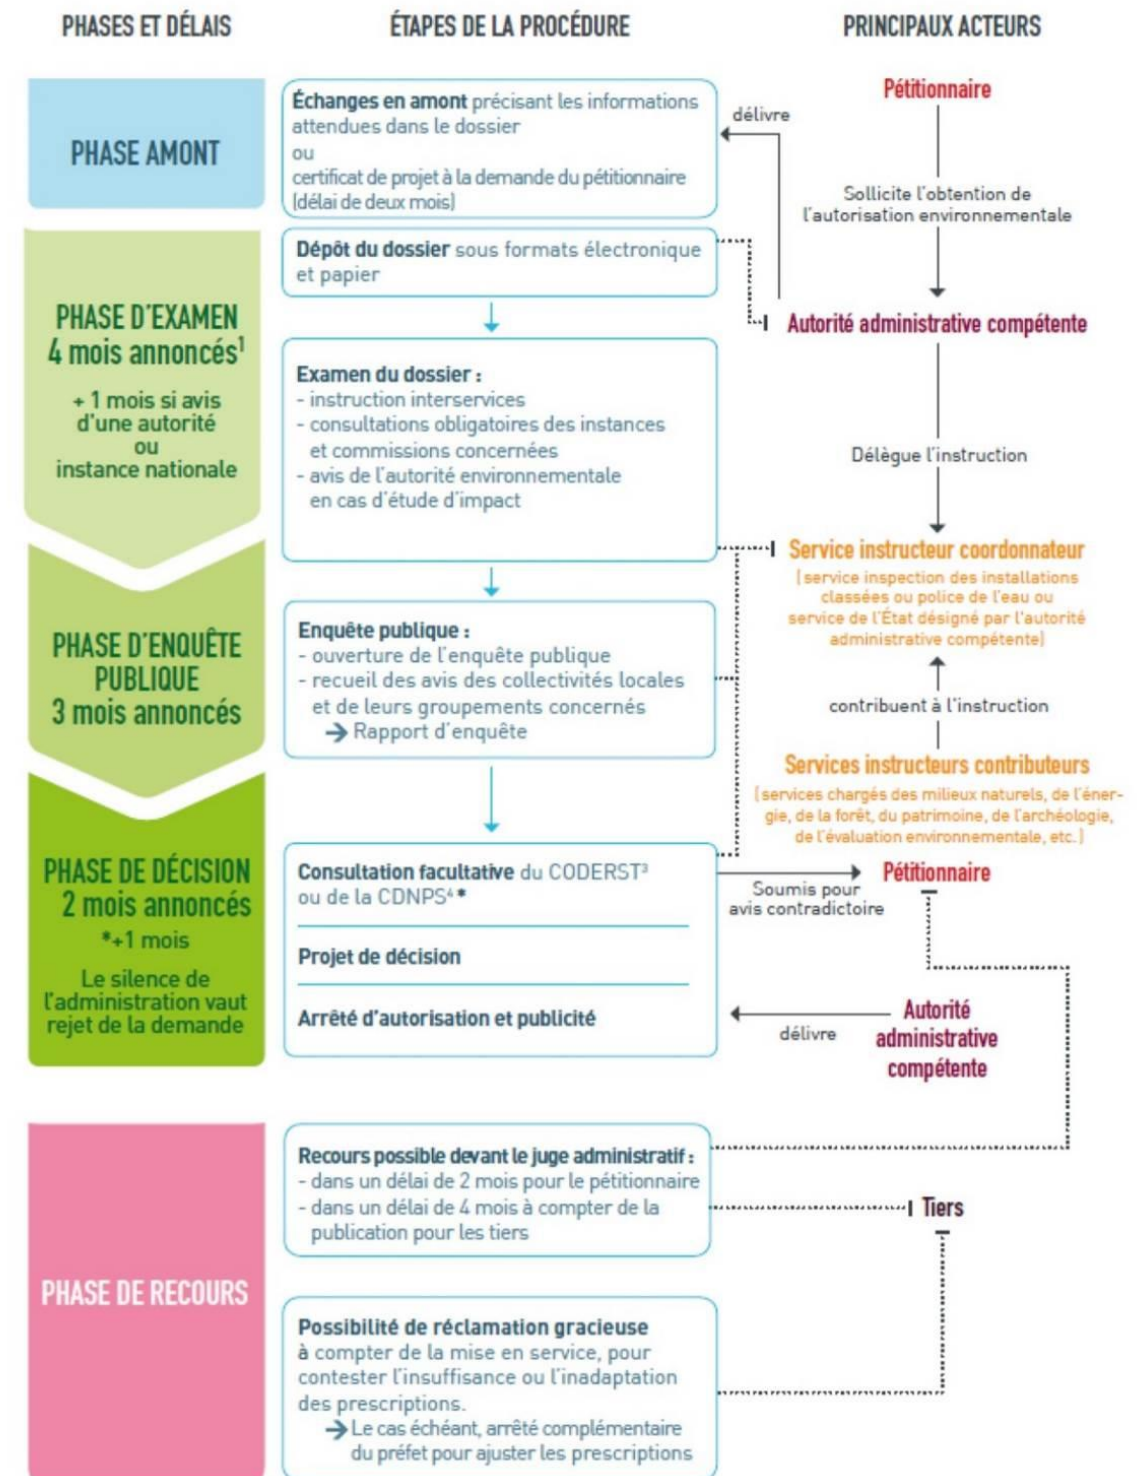 PHASES ET DÉLAIS
ÉTAPES DE LA PROCÉDURE
PRINCIPAUX ACTEURS
PHASE AMONT
Échanges en amont précisant les informations
attendues dans le dossier
ou
certificat de projet à la demande du pétitionnaire
(délai de deux mois)
délivre
Pétitionnaire
Sollicite l'obtention de
l'autorisation environnementale
PHASE D'EXAMEN
4 mois annoncés¹
+ 1 mois si avis
d'une autorité
ou
instance nationale
Dépôt du dossier sous formats électronique
et papier
Autorité administrative compétente
Examen du dossier :
- instruction interservices
- consultations obligatoires des instances
et commissions concernées
- avis de l'autorité environnementale
en cas d'étude d'impact
Délègue l'instruction
Service instructeur coordonnateur
(service inspection des installations
classées ou police de l'eau ou
service de l'État désigné par l'autorité
administrative compétente)
PHASE D'ENQUÊTE
PUBLIQUE
3 mois annoncés
Enquête publique :
- ouverture de l'enquête publique
- recueil des avis des collectivités locales
et de leurs groupements concernés
→ Rapport d'enquête
contribuent à l'instruction
Services instructeurs contributeurs
(services chargés des milieux naturels, de l'éner-
gie, de la forêt, du patrimoine, de l'archéologie,
de l'évaluation environnementale, etc.)
PHASE DE DÉCISION
2 mois annoncés
*+1 mois
Le silence de
l'administration vaut
rejet de la demande
Consultation facultative du CODERST³
ou de la CDNPS⁴*
Projet de décision
Arrêté d'autorisation et publicité
Soumis pour
avis contradictoire
Pétitionnaire
délivre
Autorité
administrative
compétente
PHASE DE RECOURS
Recours possible devant le juge administratif :
- dans un délai de 2 mois pour le pétitionnaire
- dans un délai de 4 mois à compter de la
publication pour les tiers
Tiers
Possibilité de réclamation gracieuse
à compter de la mise en service, pour
contester l'insuffisance ou l'inadaptation
des prescriptions.
→ Le cas échéant, arrêté complémentaire
du préfet pour ajuster les prescriptions